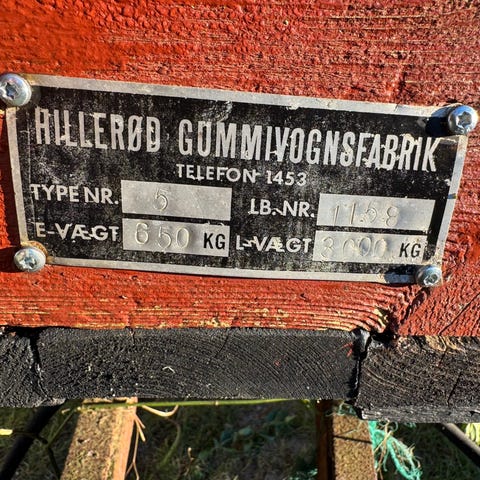 HILLERØD GUMMIVOGNSFABRIK
TELEFON 1453
TYPE NR. 5 LB.-NR. 1158
E-VÆGT 650 KG L-VÆGT 3000 KG